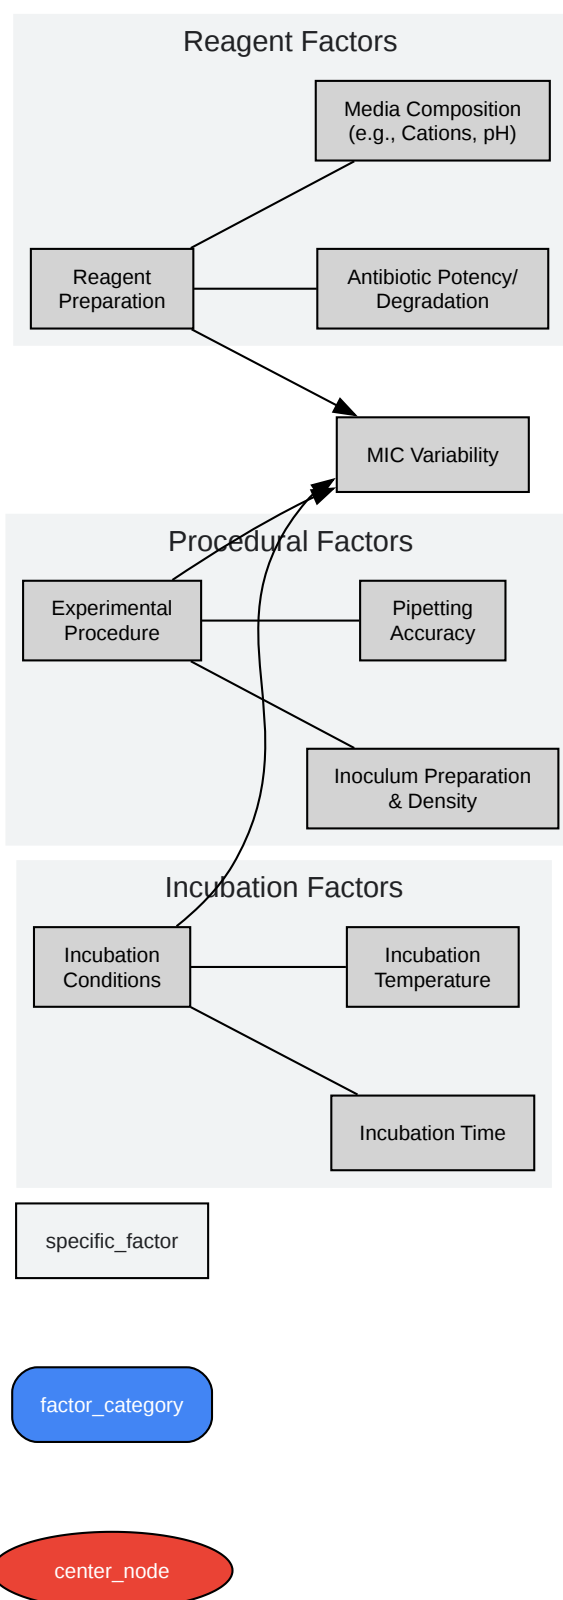 Reagent Factors
Media Composition
(e.g., Cations, pH)
Reagent
Preparation
Antibiotic Potency/
Degradation
MIC Variability
Procedural Factors
Experimental
Procedure
Pipetting
Accuracy
Inoculum Preparation
& Density
Incubation Factors
Incubation
Conditions
Incubation
Temperature
Incubation Time
specific_factor
factor_category
center_node